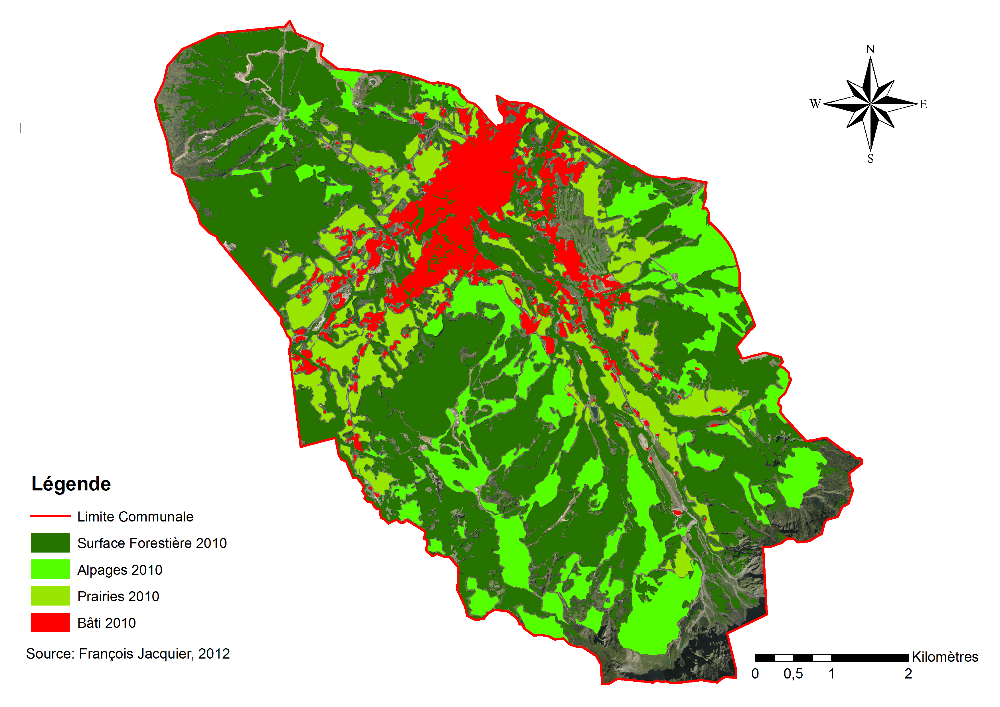 N
W
E
S
Légende
Limite Communale
Surface Forestière 2010
Alpages 2010
Prairies 2010
Bâti 2010
Source: François Jacquier, 2012
Kilomètres
0 0,5 1 2